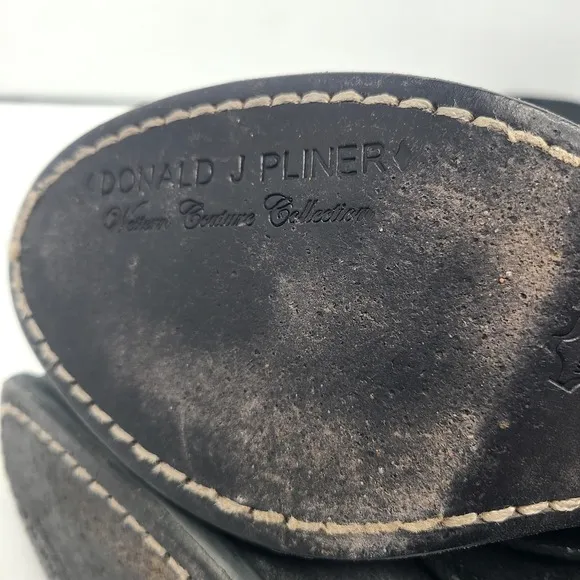 DONALD J PLINER
Western Couture Collection